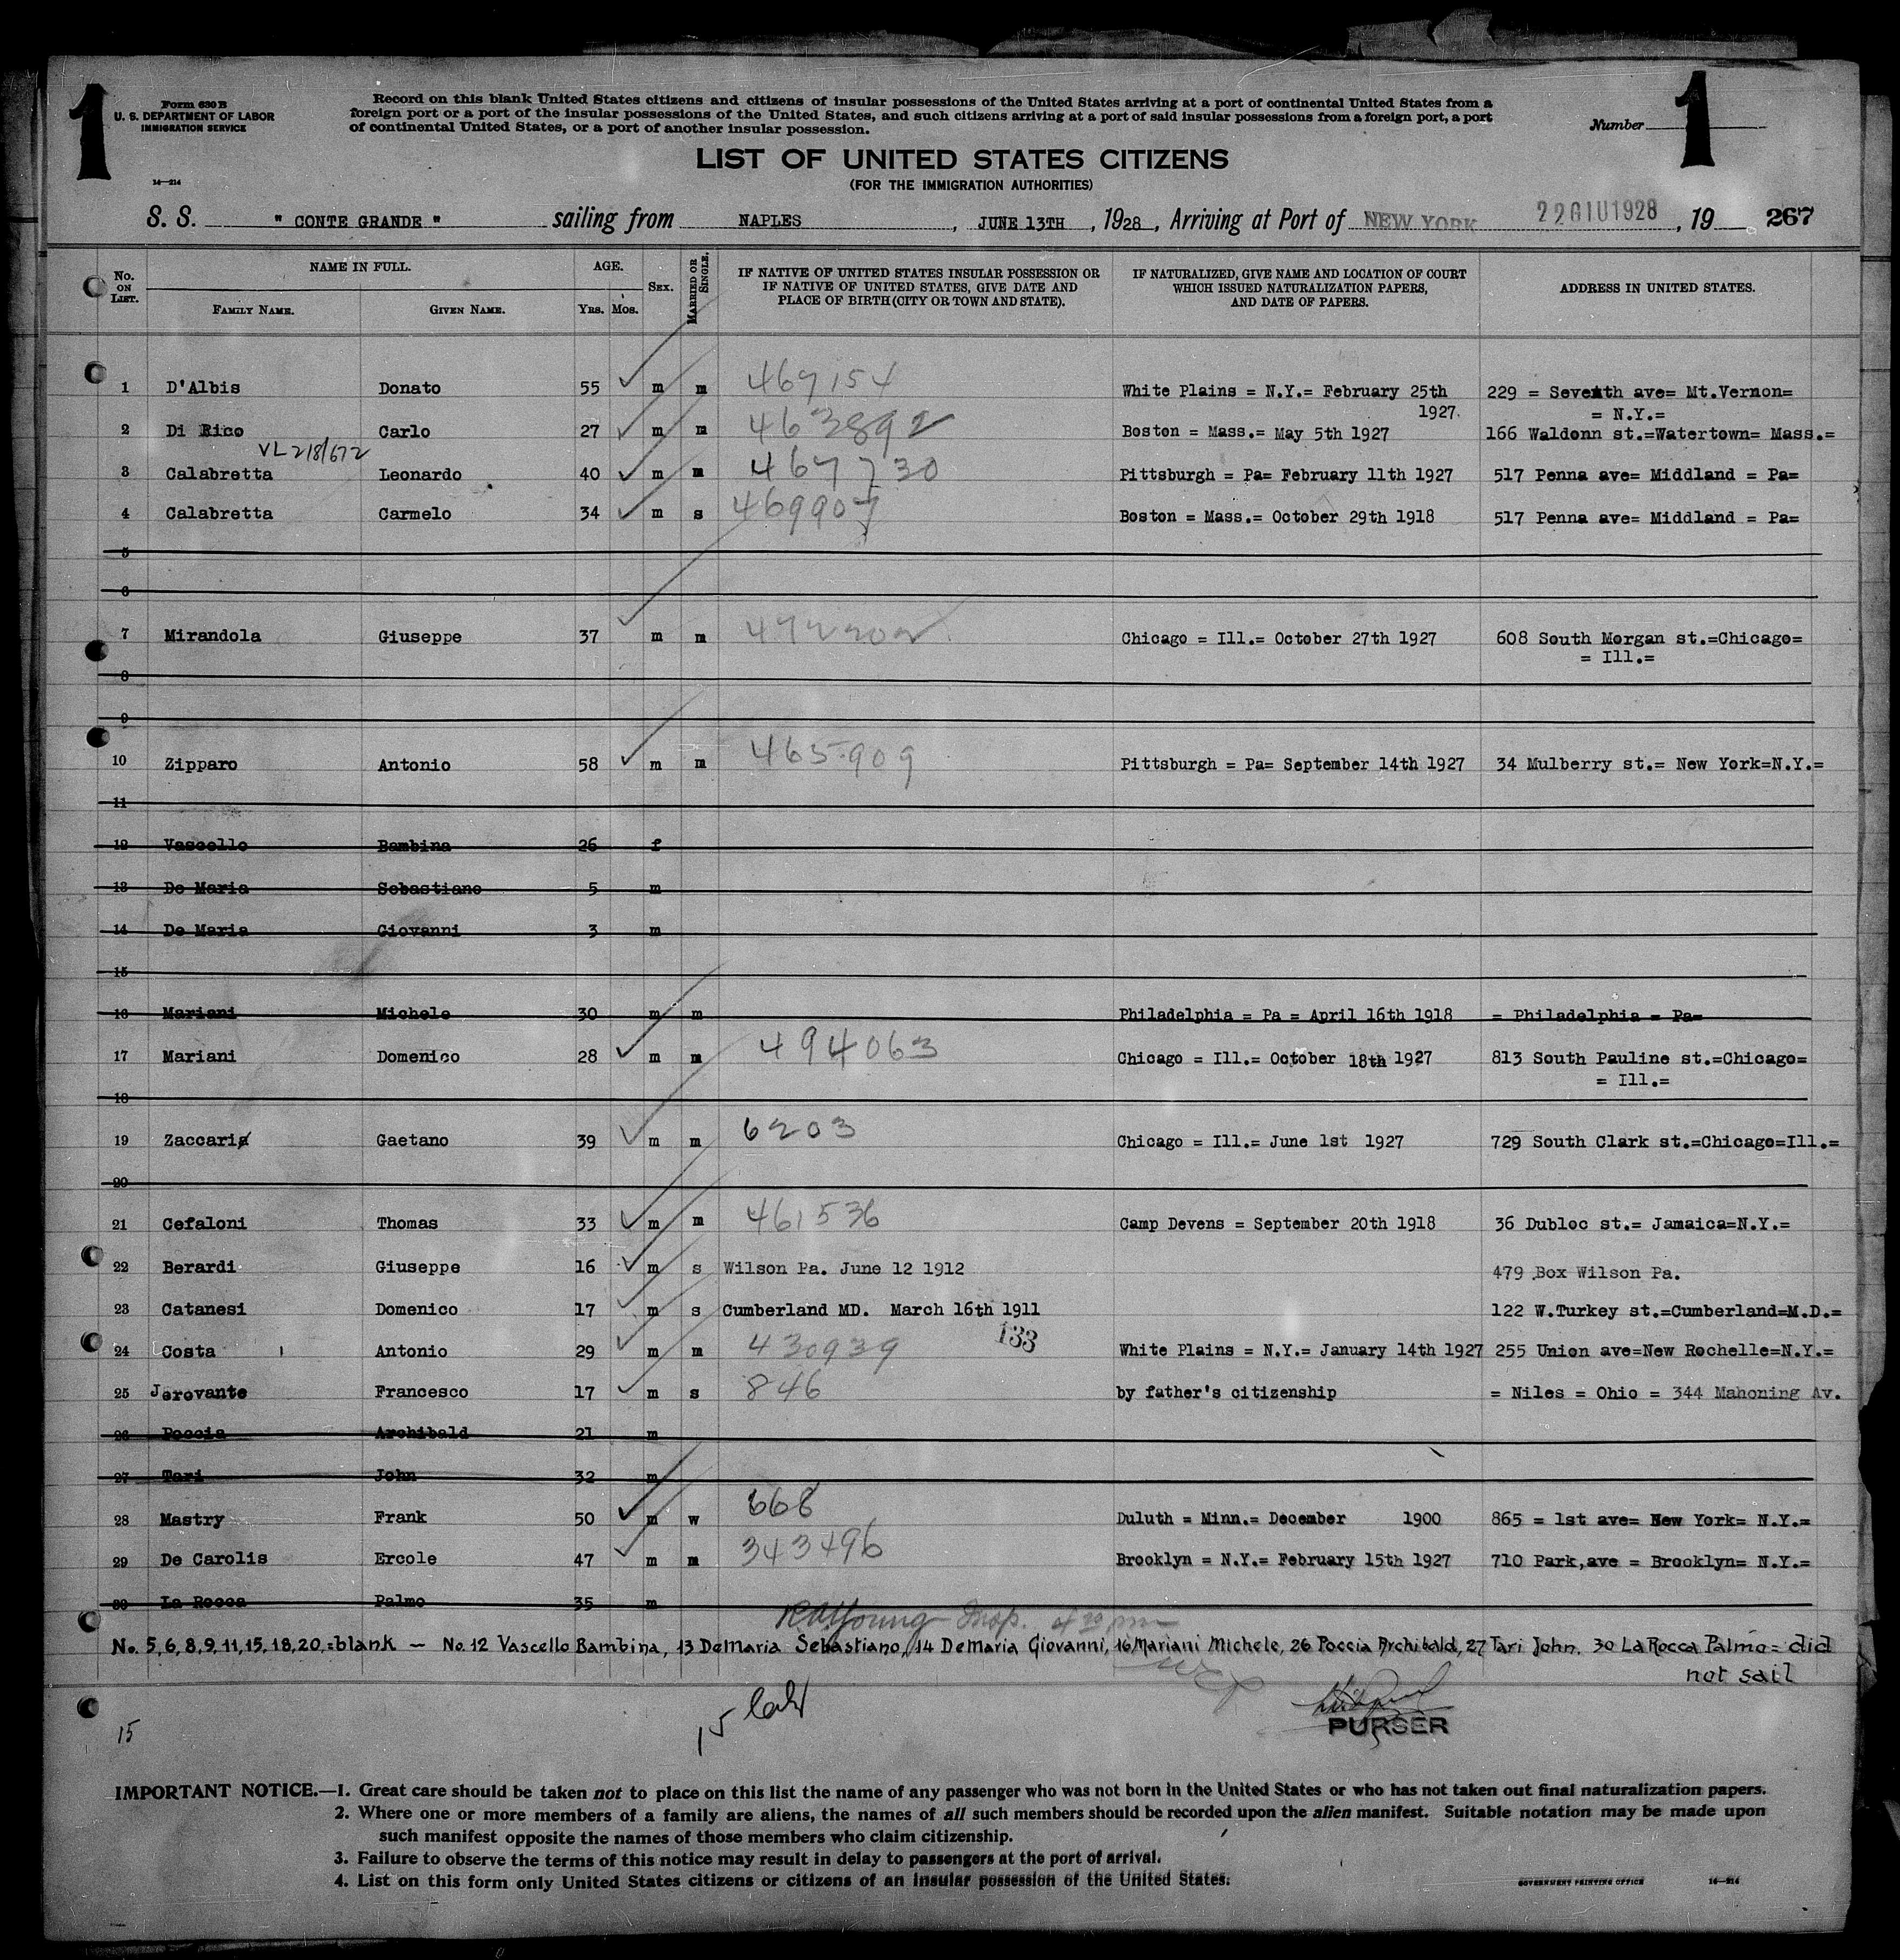 1
1
Form 630 B
U. S. DEPARTMENT OF LABOR
IMMIGRATION SERVICE
14—214
Record on this blank United States citizens and citizens of insular possessions of the United States arriving at a port of continental United States from a
foreign port or a port of the insular possessions of the United States, and such citizens arriving at a port of said insular possessions from a foreign port, a port
of continental United States, or a port of another insular possession.
Number
LIST OF UNITED STATES CITIZENS
(FOR THE IMMIGRATION AUTHORITIES)
S. S. " CONTE GRANDE " sailing from NAPLES , JUNE 13TH , 1928 , Arriving at Port of NEW YORK 22GIU1928 , 19 267
No. ON LIST. NAME IN FULL. AGE. SEX. MARRIED OR SINGLE. IF NATIVE OF UNITED STATES INSULAR POSSESSION OR IF NATIVE OF UNITED STATES, GIVE DATE AND PLACE OF BIRTH (CITY OR TOWN AND STATE). IF NATURALIZED, GIVE NAME AND LOCATION OF COURT WHICH ISSUED NATURALIZATION PAPERS, AND DATE OF PAPERS. ADDRESS IN UNITED STATES.
FAMILY NAME. GIVEN NAME. YRS. MOS.
1 D'Albis Donato 55 m m 469154 White Plains = N.Y.= February 25th 229 = Seventh ave= Mt.Vernon=
1927. = N.Y.=
2 Di Rico Carlo 27 m m 463892 Boston = Mass.= May 5th 1927 166 Waldonn st.=Watertown= Mass.=
VL 218/672
3 Calabretta Leonardo 40 m m 467730 Pittsburgh = Pa= February 11th 1927 517 Penna ave= Middland = Pa=
4 Calabretta Carmelo 34 m s 469907 Boston = Mass.= October 29th 1918 517 Penna ave= Middland = Pa=
5
6
7 Mirandola Giuseppe 37 m m Chicago = Ill.= October 27th 1927 608 South Morgan st.=Chicago=
= Ill.=
8
9
10 Zipparo Antonio 58 m m 465909 Pittsburgh = Pa= September 14th 1927 34 Mulberry st.= New York=N.Y.=
11
12 Vascello Bambina 26 f
13 De Maria Sebastiano 5 m
14 De Maria Giovanni 3 m
15
16 Mariani Michele 30 m m Philadelphia = Pa = April 16th 1918 = Philadelphia = Pa=
17 Mariani Domenico 28 m m 494063 Chicago = Ill.= October 18th 1927 813 South Pauline st.=Chicago=
= Ill.=
18
19 Zaccaria Gaetano 39 m m 6203 Chicago = Ill.= June 1st 1927 729 South Clark st.=Chicago=Ill.=
20
21 Cefaloni Thomas 33 m m 461536 Camp Devens = September 20th 1918 36 Dubloc st.= Jamaica=N.Y.=
22 Berardi Giuseppe 16 m s Wilson Pa. June 12 1912 479 Box Wilson Pa.
23 Catanesi Domenico 17 m s Cumberland MD. March 16th 1911 122 W.Turkey st.=Cumberland=M.D.=
133
24 Costa Antonio 29 m m 430939 White Plains = N.Y.= January 14th 1927 255 Union ave=New Rochelle=N.Y.=
25 Jerovante Francesco 17 m s 846 by father's citizenship = Niles = Ohio = 344 Mahoning Av.
26 Poccia Archibald 21 m
27 Tari John 32 m
28 Mastry Frank 50 m w 668 Duluth = Minn.= December 1900 865 = 1st ave= New York= N.Y.=
29 De Carolis Ercole 47 m m 343496 Brooklyn = N.Y.= February 15th 1927 710 Park,ave = Brooklyn= N.Y.=
30 La Rocca Palmo 35 m
Young Insp.
No. 5,6,8,9,11,15,18,20,=blank — No. 12 Vascello Bambina, 13 DeMaria Sebastiano, 14 DeMaria Giovanni, 16 Mariani Michele, 26 Poccia Archibald, 27 Tari John. 30 La Rocca Palmo = did
not sail
15
15
PURSER
IMPORTANT NOTICE.—1. Great care should be taken not to place on this list the name of any passenger who was not born in the United States or who has not taken out final naturalization papers.
2. Where one or more members of a family are aliens, the names of all such members should be recorded upon the alien manifest. Suitable notation may be made upon
such manifest opposite the names of those members who claim citizenship.
3. Failure to observe the terms of this notice may result in delay to passengers at the port of arrival.
4. List on this form only United States citizens or citizens of an insular possession of the United States.
GOVERNMENT PRINTING OFFICE 14—214